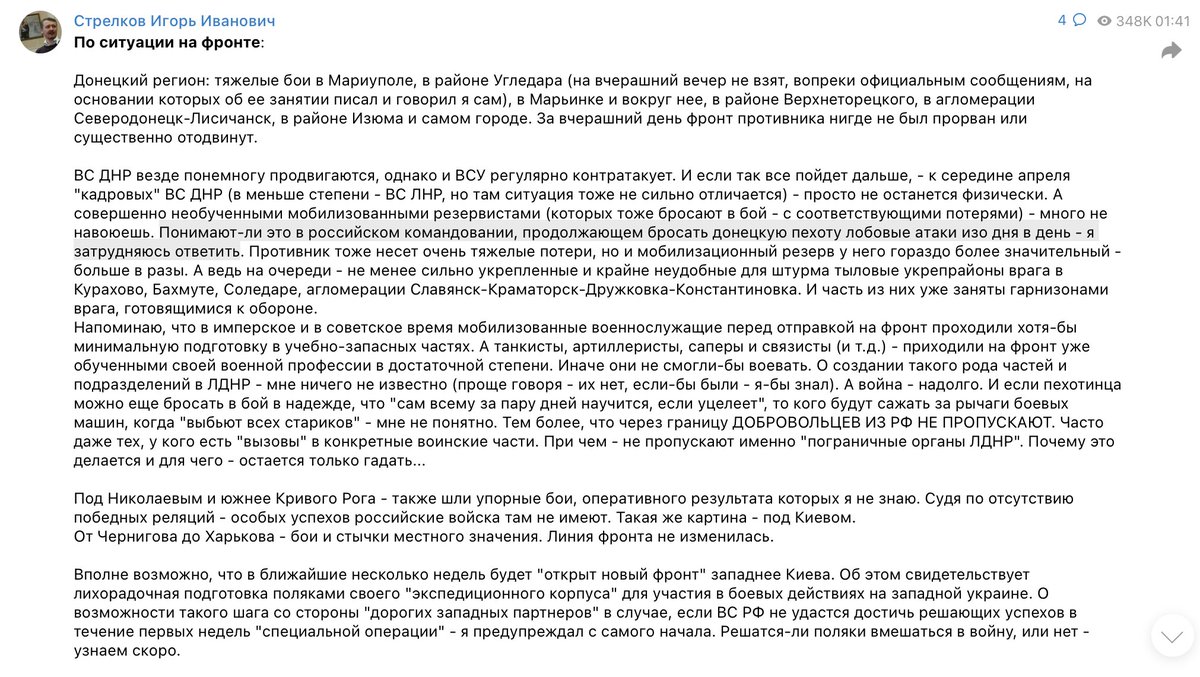 Стрелков Игорь Иванович
4
348K 01:41
По ситуации на фронте:
Донецкий регион: тяжелые бои в Мариуполе, в районе Угледара (на вчерашний вечер не взят, вопреки официальным сообщениям, на
основании которых об ее занятии писал и говорил я сам), в Марьинке и вокруг нее, в районе Верхнеторецкого, в агломерации
Северодонецк-Лисичанск, в районе Изюма и самом городе. За вчерашний день фронт противника нигде не был прорван или
существенно отодвинут.
ВС ДНР везде понемногу продвигаются, однако и ВСУ регулярно контратакует. И если так все пойдет дальше, - к середине апреля
"кадровых" ВС ДНР (в меньше степени - ВС ЛНР, но там ситуация тоже не сильно отличается) - просто не останется физически. А
совершенно необученными мобилизованными резервистами (которых тоже бросают в бой - с соответствующими потерями) - много не
навоюешь. Понимают-ли это в российском командовании, продолжающем бросать донецкую пехоту лобовые атаки изо дня в день - я
затрудняюсь ответить. Противник тоже несет очень тяжелые потери, но и мобилизационный резерв у него гораздо более значительный -
больше в разы. А ведь на очереди - не менее сильно укрепленные и крайне неудобные для штурма тыловые укрепрайоны врага в
Курахово, Бахмуте, Соледаре, агломерации Славянск-Краматорск-Дружковка-Константиновка. И часть из них уже заняты гарнизонами
врага, готовящимися к обороне.
Напоминаю, что в имперское и в советское время мобилизованные военнослужащие перед отправкой на фронт проходили хотя-бы
минимальную подготовку в учебно-запасных частях. А танкисты, артиллеристы, саперы и связисты (и т.д.) - приходили на фронт уже
обученными своей военной профессии в достаточной степени. Иначе они не смогли-бы воевать. О создании такого рода частей и
подразделений в ЛДНР - мне ничего не известно (проще говоря - их нет, если-бы были - я-бы знал). А война - надолго. И если пехотинца
можно еще бросать в бой в надежде, что "сам всему за пару дней научится, если уцелеет", то кого будут сажать за рычаги боевых
машин, когда "выбьют всех стариков" - мне не понятно. Тем более, что через границу ДОБРОВОЛЬЦЕВ ИЗ РФ НЕ ПРОПУСКАЮТ. Часто
даже тех, у кого есть "вызовы" в конкретные воинские части. При чем - не пропускают именно "пограничные органы ЛДНР". Почему это
делается и для чего - остается только гадать...
Под Николаевым и южнее Кривого Рога - также шли упорные бои, оперативного результата которых я не знаю. Судя по отсутствию
победных реляций - особых успехов российские войска там не имеют. Такая же картина - под Киевом.
От Чернигова до Харькова - бои и стычки местного значения. Линия фронта не изменилась.
Вполне возможно, что в ближайшие несколько недель будет "открыт новый фронт" западнее Киева. Об этом свидетельствует
лихорадочная подготовка поляками своего "экспедиционного корпуса" для участия в боевых действиях на западной украине. О
возможности такого шага со стороны "дорогих западных партнеров" в случае, если ВС РФ не удастся достичь решающих успехов в
течение первых недель "специальной операции" - я предупреждал с самого начала. Решатся-ли поляки вмешаться в войну, или нет -
узнаем скоро.